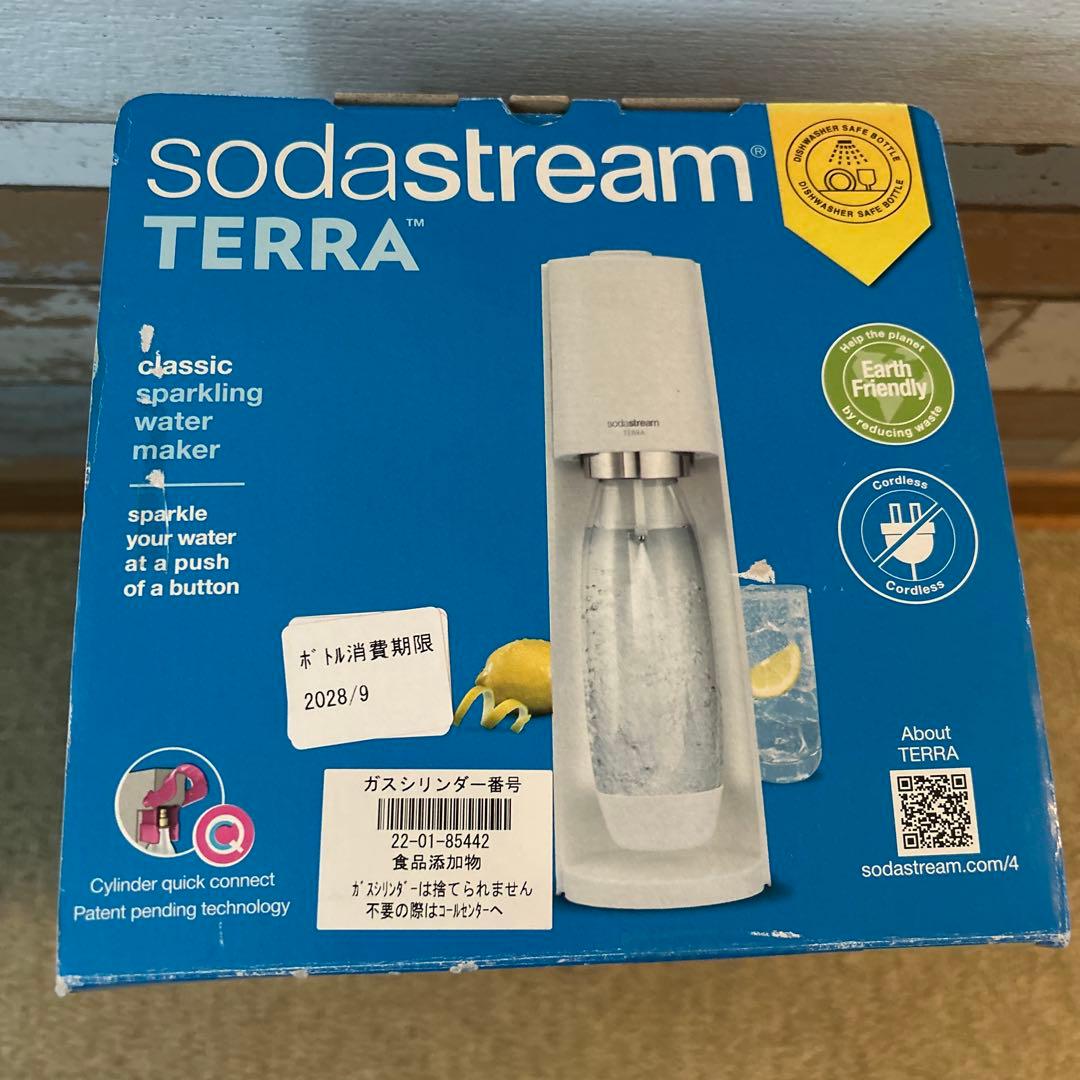 sodastream®
TERRA™
DISHWASHER SAFE BOTTLE
DISHWASHER SAFE BOTTLE
classic
sparkling
water
maker
sparkle
your water
at a push
of a button
Help the planet
Earth
Friendly
by reducing waste
sodastream
TERRA
Cordless
Cordless
ﾎﾞﾄﾙ消費期限
2028/9
ガスシリンダー番号
22-01-85442
食品添加物
ｶﾞｽｼﾘﾝﾀﾞｰは捨てられません
不要の際はｺｰﾙｾﾝﾀｰへ
About
TERRA
sodastream.com/4
Cylinder quick connect
Patent pending technology